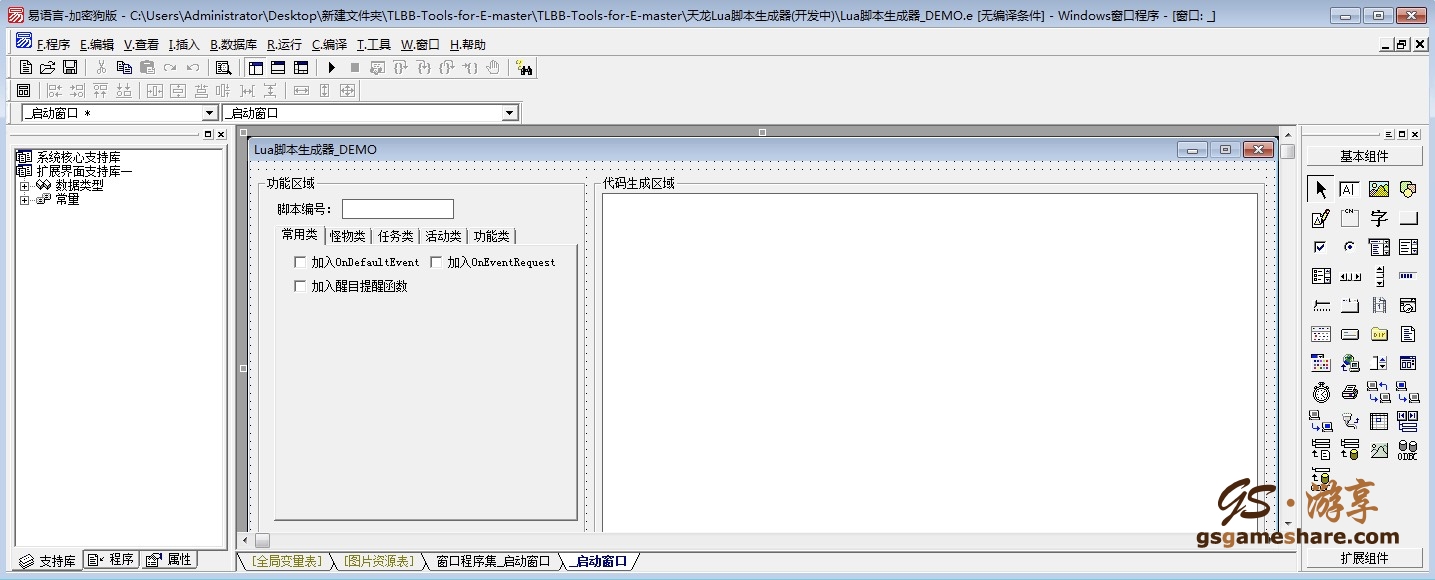 易语言-加密狗版 - C:\Users\Administrator\Desktop\新建文件夹\TLBB-Tools-for-E-master\TLBB-Tools-for-E-master\天龙Lua脚本生成器(开发中)\Lua脚本生成器_DEMO.e [无编译条件] - Windows窗口程序 - [窗口: _]
F.程序 E.编辑 V.查看 I.插入 B.数据库 R.运行 C.编译 T.工具 W.窗口 H.帮助
_启动窗口 * _启动窗口
系统核心支持库
扩展界面支持库一
数据类型
常量
支持库 程序 属性
Lua脚本生成器_DEMO
功能区域
脚本编号：
常用类 怪物类 任务类 活动类 功能类
加入OnDefaultEvent 加入OnEventRequest
加入醒目提醒函数
代码生成区域
[全局变量表] [图片资源表] 窗口程序集_启动窗口 _启动窗口
基本组件
扩展组件
GS·游享
gsgameshare.com